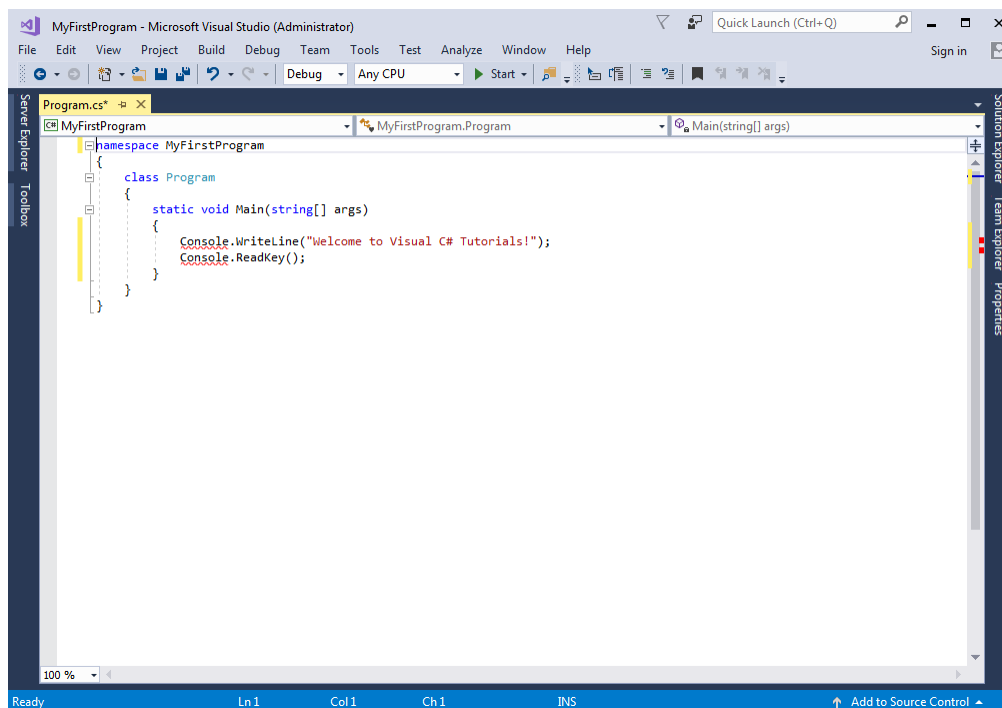 MyFirstProgram - Microsoft Visual Studio (Administrator)
Quick Launch (Ctrl+Q)
File Edit View Project Build Debug Team Tools Test Analyze Window Help
Sign in
Debug Any CPU Start
Server Explorer
Toolbox
Program.cs*
MyFirstProgram MyFirstProgram.Program Main(string[] args)
namespace MyFirstProgram
{
class Program
{
static void Main(string[] args)
{
Console.WriteLine("Welcome to Visual C# Tutorials!");
Console.ReadKey();
}
}
}
Solution Explorer
Team Explorer
Properties
100 %
Ready Ln 1 Col 1 Ch 1 INS Add to Source Control